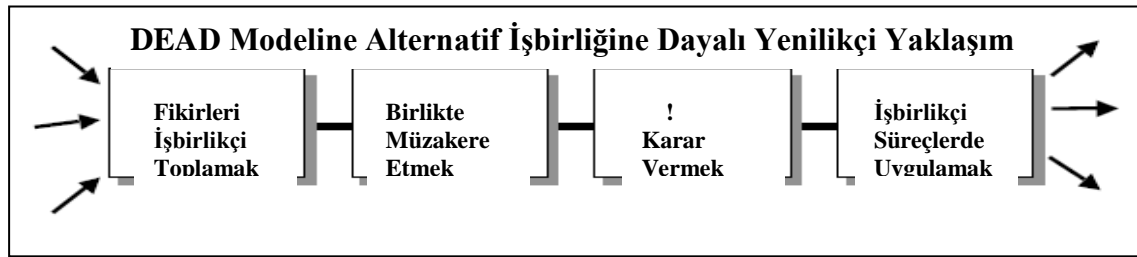 DEAD Modeline Alternatif İşbirliğine Dayalı Yenilikçi Yaklaşım
Fikirleri
İşbirlikçi
Toplamak
Birlikte
Müzakere
Etmek
!
Karar
Vermek
İşbirlikçi
Süreçlerde
Uygulamak